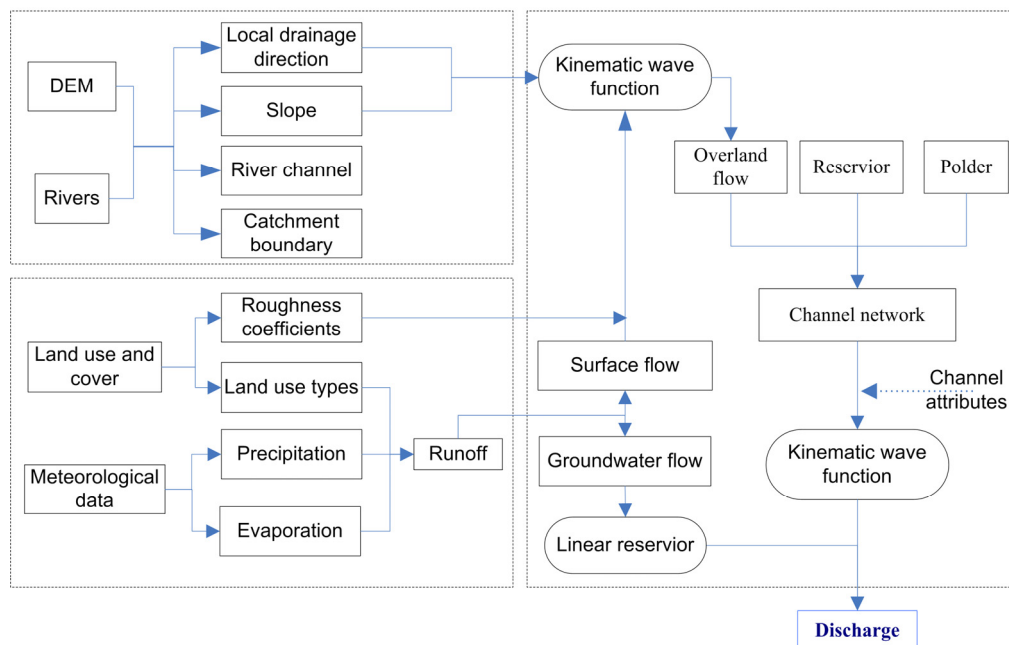 DEM
Rivers
Local drainage
direction
Slope
River channel
Catchment
boundary
Land use and
cover
Meteorological
data
Roughness
coefficients
Land use types
Precipitation
Evaporation
Runoff
Kinematic wave
function
Overland
flow
Reservior
Polder
Channel network
Surface flow
Groundwater flow
Linear reservior
Channel
attributes
Kinematic wave
function
Discharge